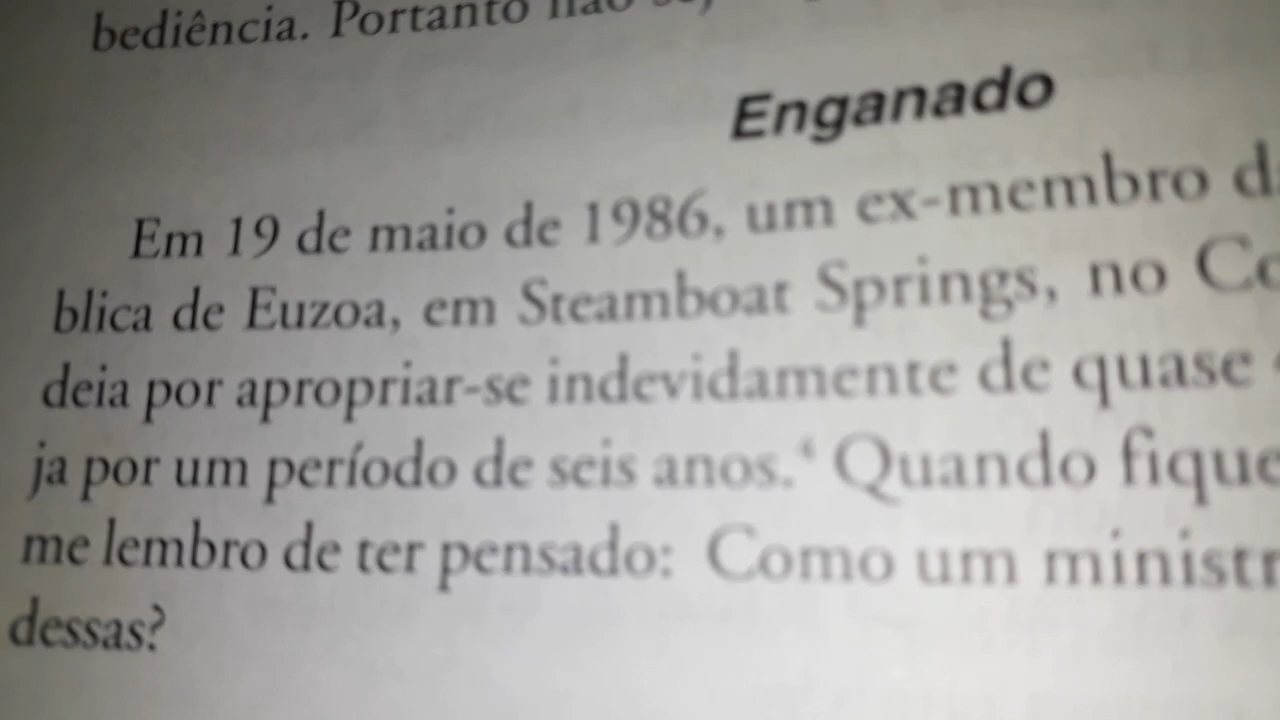 bediência. Portanto não
Enganado
Em 19 de maio de 1986, um ex-membro
blica de Euzoa, em Steamboat Springs, no
deia por apropriar-se indevidamente de quase
ja por um período de seis anos.⁴ Quando fique
me lembro de ter pensado: Como um ministr
dessas?